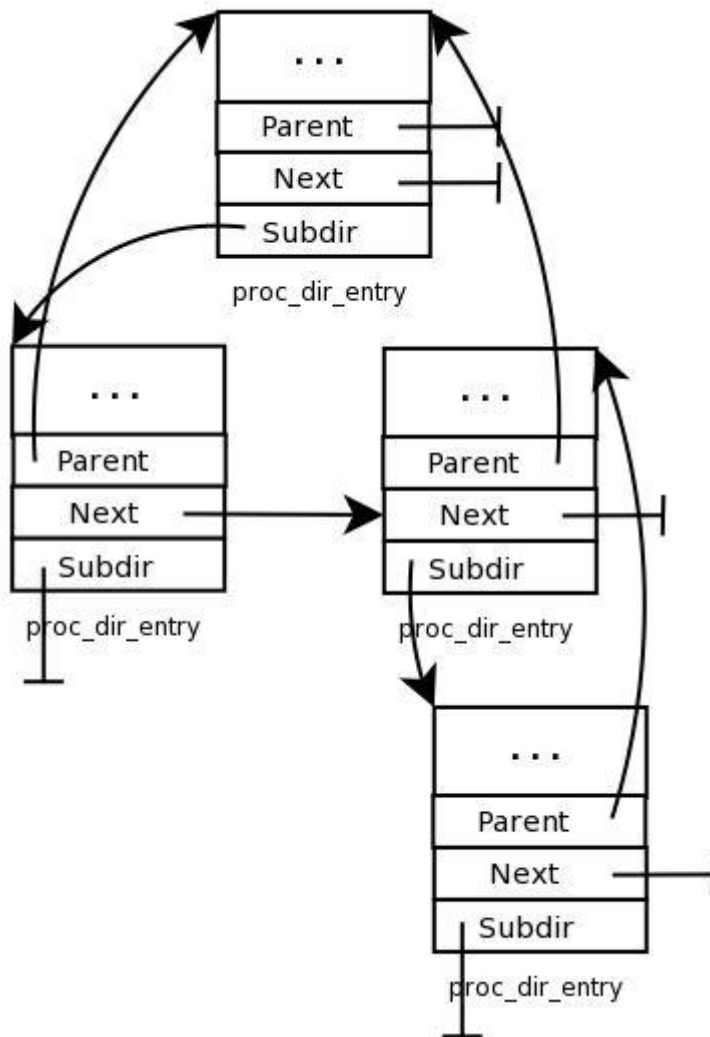 ...
Parent
Next
Subdir
proc_dir_entry
...
Parent
Next
Subdir
proc_dir_entry
...
Parent
Next
Subdir
proc_dir_entry
...
Parent
Next
Subdir
proc_dir_entry